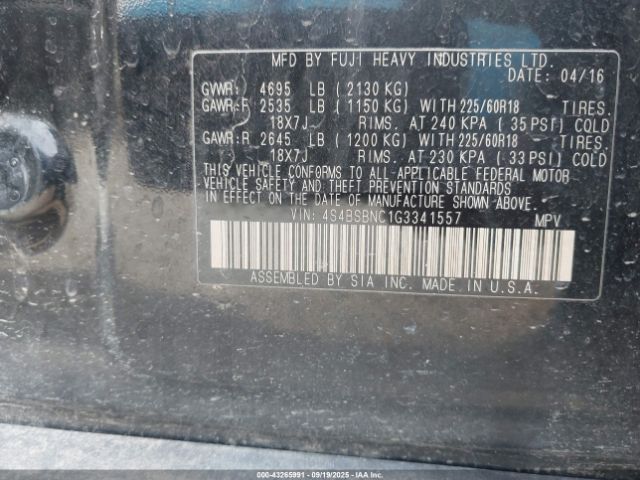 MFD BY FUJI HEAVY INDUSTRIES LTD.
DATE: 04/16
GVWR: 4695 LB ( 2130 KG)
GAWR:F 2535 LB ( 1150 KG) WITH 225/60R18 TIRES.
18X7J RIMS. AT 240 KPA ( 35 PSI) COLD
GAWR:R 2645 LB ( 1200 KG) WITH 225/60R18 TIRES.
18X7J RIMS. AT 230 KPA ( 33 PSI) COLD
THIS VEHICLE CONFORMS TO ALL-APPLICABLE FEDERAL MOTOR
VEHICLE SAFETY AND THEFT PREVENTION STANDARDS
IN EFFECT ON THE DATE OF MANUFACTURE SHOWN ABOVE.
VIN: 4S4BSBNC1G3341557 MPV
ASSEMBLED BY SIA INC. MADE IN U.S.A.
000-43265991 - 09/19/2025 - IAAI.CA